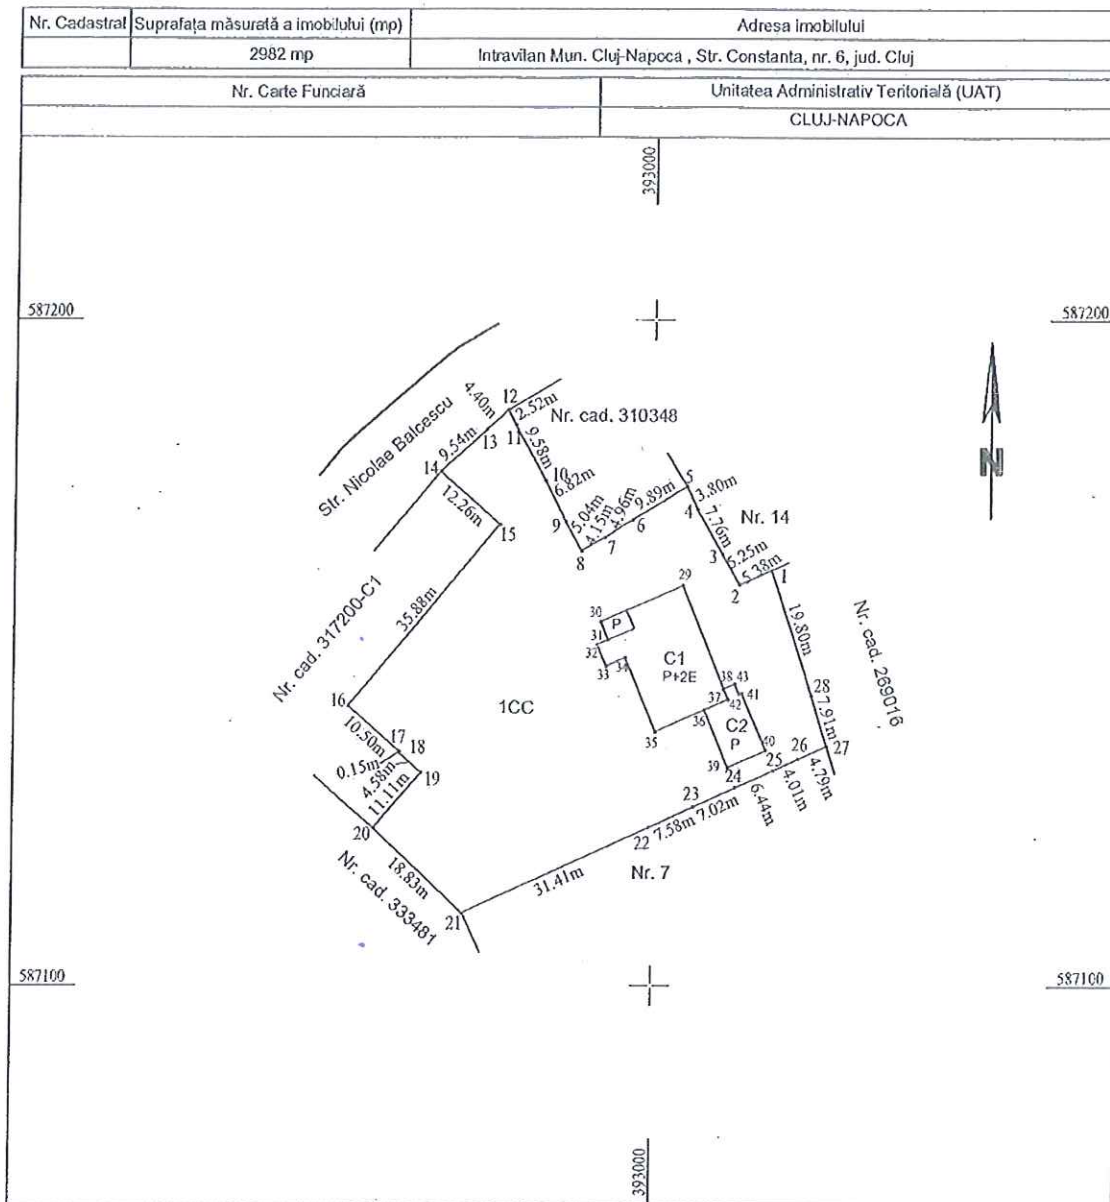 Nr. Cadastral Suprafaţa măsurată a imobilului (mp) Adresa imobilului
2982 mp Intravilan Mun. Cluj-Napoca , Str. Constanta, nr. 6, jud. Cluj
Nr. Carte Funciară Unitatea Administrativ Teritorială (UAT)
CLUJ-NAPOCA
393000
587200 587200
12
4.40m
2.52m
Nr. cad. 310348
Str. Nicolae Balcescu
9.54m
13
11
9.58m
14
10
6.82m
5
3.80m
12.26m
9.89m
4
Nr. 14
15
9
5.04m
4.15m
4.96m
6
7.76m
7
8
3
5.25m
5.38m
1
2
N
29
Nr. cad. 317200-C1
35.88m
30
P
31
32
33
34
C1
P+2E
19.80m
Nr. cad. 269016
16
1CC
38
43
37
42
41
28
7.91m
10.50m
17
18
36
C2
P
35
40
26
27
0.15m
4.58m
19
39
24
25
4.79m
11.11m
4.01m
20
23
6.44m
7.02m
22
7.58m
18.83m
Nr. cad. 333481
31.41m
Nr. 7
21
587100 587100
393000